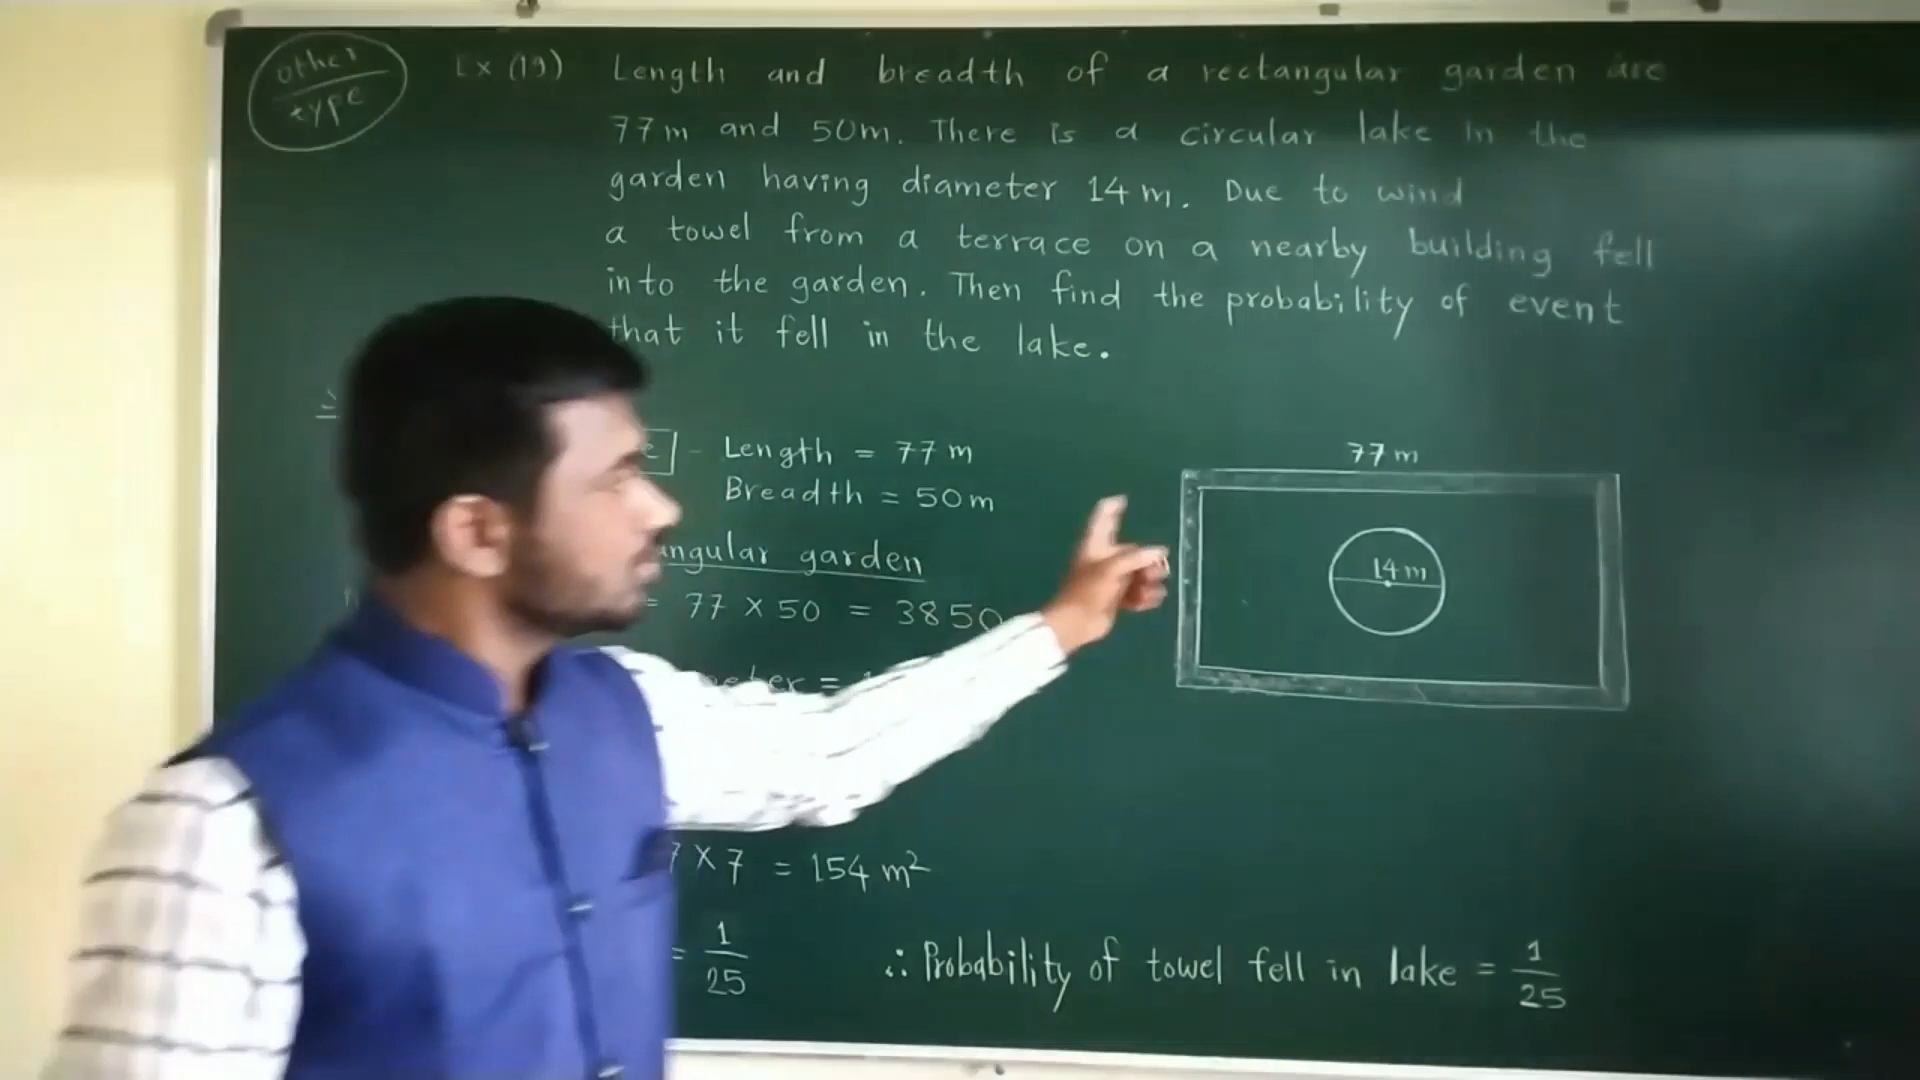 other
type
Ex (19) Length and breadth of a rectangular garden are
77m and 50m. There is a circular lake in the
garden having diameter 14 m. Due to wind
a towel from a terrace on a nearby building fell
into the garden. Then find the probability of event
that it fell in the lake.
- Length = 77 m
Breadth = 50m
77 m
14 m
angular garden
= 77 × 50 = 3850
meter =
7 × 7 = 154 m²
= 1/25
∴ Probability of towel fell in lake = 1/25